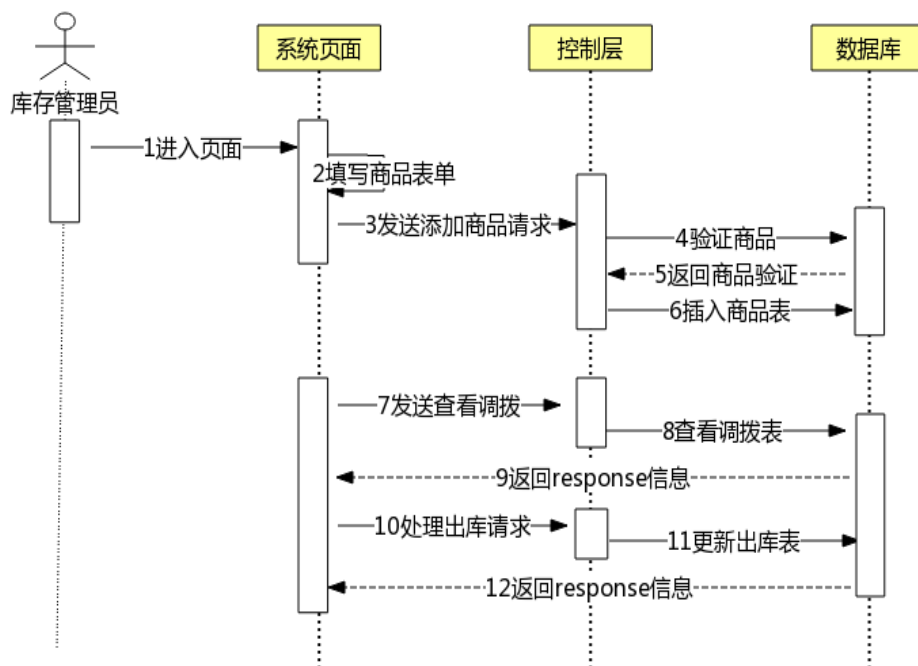 系统页面
控制层
数据库
库存管理员
1进入页面
2填写商品表单
3发送添加商品请求
4验证商品
5返回商品验证
6插入商品表
7发送查看调拨
8查看调拨表
9返回response信息
10处理出库请求
11更新出库表
12返回response信息